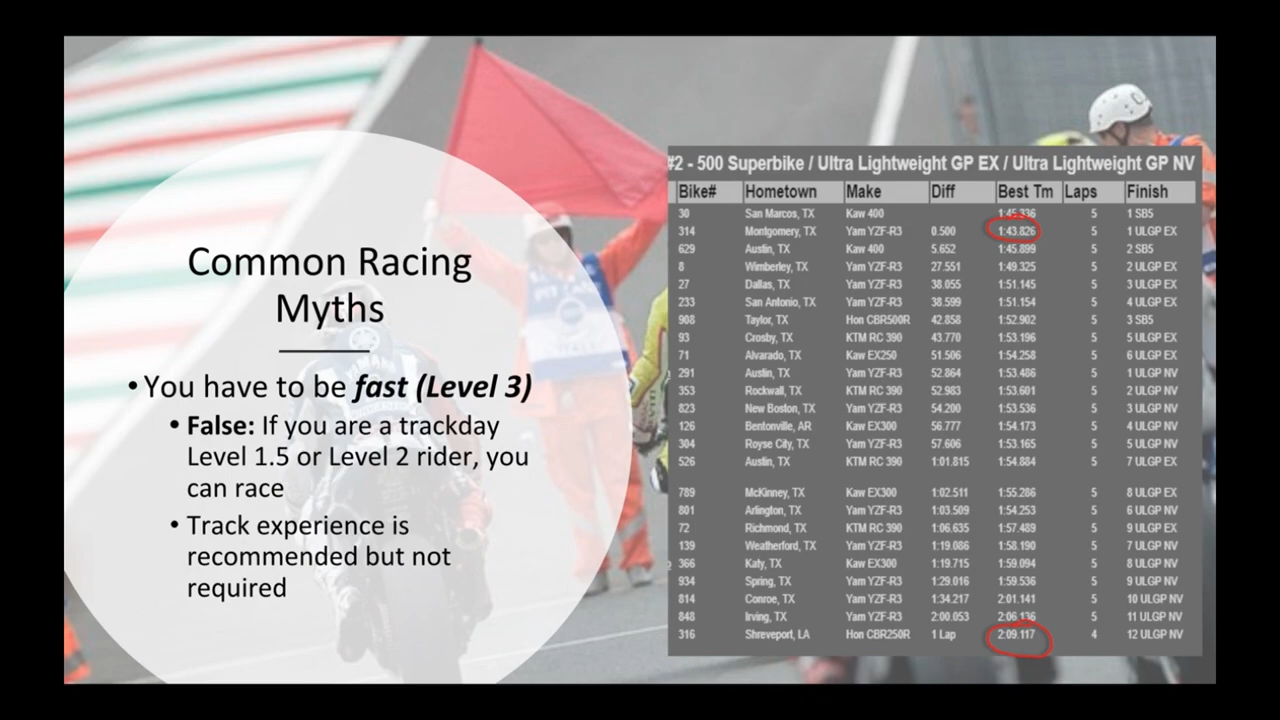 Common Racing
Myths
• You have to be fast (Level 3)
• False: If you are a trackday
Level 1.5 or Level 2 rider, you
can race
• Track experience is
recommended but not
required
#2 - 500 Superbike / Ultra Lightweight GP EX / Ultra Lightweight GP NV
Bike# Hometown Make Diff Best Tm Laps Finish
30 San Marcos, TX Kaw 400 1:45.336 5 1 SB5
314 Montgomery, TX Yam YZF-R3 0.500 1:43.826 5 1 ULGP EX
629 Austin, TX Kaw 400 5.652 1:45.899 5 2 SB5
8 Wimberley, TX Yam YZF-R3 27.551 1:49.325 5 2 ULGP EX
27 Dallas, TX Yam YZF-R3 38.055 1:51.145 5 3 ULGP EX
233 San Antonio, TX Yam YZF-R3 38.599 1:51.154 5 4 ULGP EX
908 Taylor, TX Hon CBR500R 42.858 1:52.902 5 3 SB5
93 Crosby, TX KTM RC 390 43.770 1:53.196 5 5 ULGP EX
71 Alvarado, TX Kaw EX250 51.506 1:54.258 5 6 ULGP EX
291 Austin, TX Yam YZF-R3 52.864 1:53.486 5 1 ULGP NV
353 Rockwall, TX KTM RC 390 52.983 1:53.601 5 2 ULGP NV
823 New Boston, TX Yam YZF-R3 54.200 1:53.536 5 3 ULGP NV
126 Bentonville, AR Kaw EX300 56.777 1:54.173 5 4 ULGP NV
304 Royse City, TX Yam YZF-R3 57.606 1:53.165 5 5 ULGP NV
526 Austin, TX KTM RC 390 1:01.815 1:54.884 5 7 ULGP EX
789 McKinney, TX Kaw EX300 1:02.511 1:55.286 5 8 ULGP EX
801 Arlington, TX Yam YZF-R3 1:03.509 1:54.253 5 6 ULGP NV
72 Richmond, TX KTM RC 390 1:06.635 1:57.489 5 9 ULGP EX
139 Weatherford, TX Yam YZF-R3 1:19.086 1:58.190 5 7 ULGP NV
366 Katy, TX Kaw EX300 1:19.715 1:59.094 5 8 ULGP NV
934 Spring, TX Yam YZF-R3 1:29.016 1:59.536 5 9 ULGP NV
814 Conroe, TX Yam YZF-R3 1:34.217 2:01.141 5 10 ULGP NV
848 Irving, TX Yam YZF-R3 2:00.053 2:06.136 5 11 ULGP NV
316 Shreveport, LA Hon CBR250R 1 Lap 2:09.117 4 12 ULGP NV